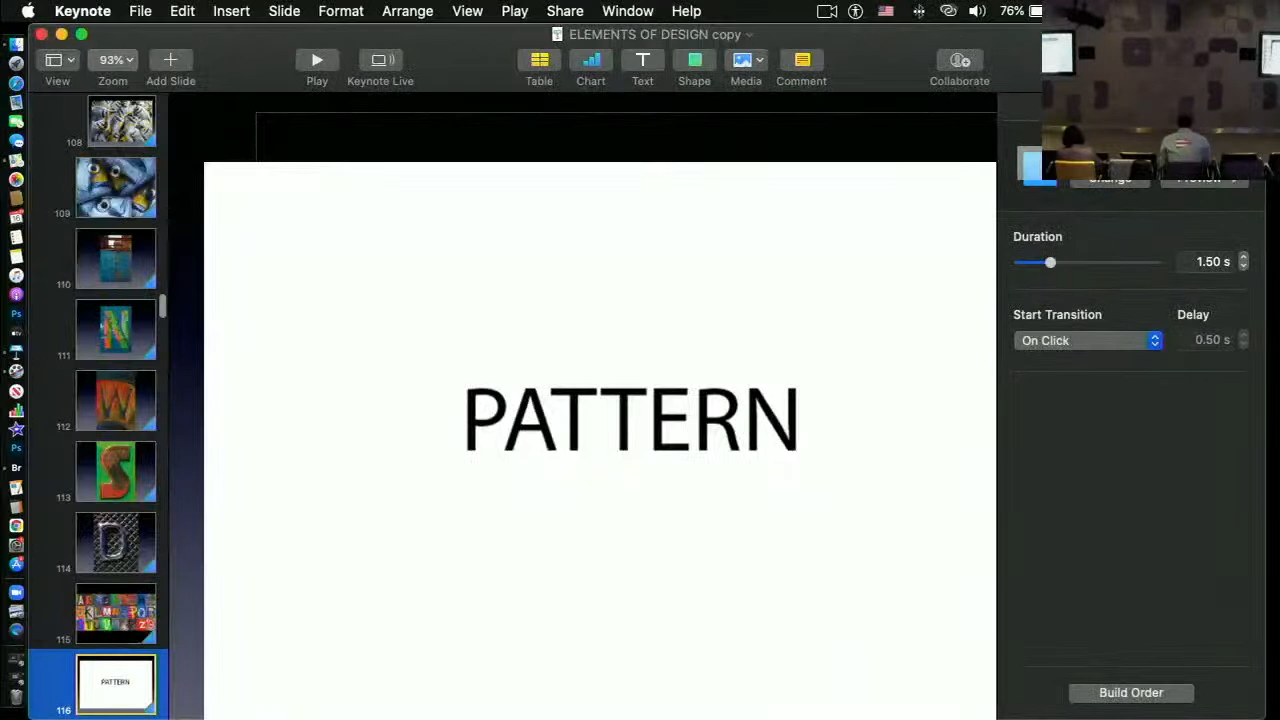 Keynote File Edit Insert Slide Format Arrange View Play Share Window Help 76%
ELEMENTS OF DESIGN copy
93%
View Zoom Add Slide Play Keynote Live Table Chart Text Shape Media Comment Collaborate
108
109
110
111
112
113
114
115
116
PATTERN
PATTERN
Duration
1.50 s
Start Transition Delay
On Click 0.50 s
Build Order